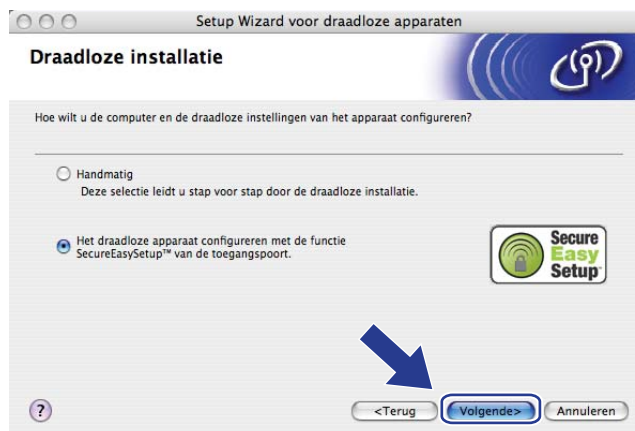 Setup Wizard voor draadloze apparaten
Draadloze installatie
Hoe wilt u de computer en de draadloze instellingen van het apparaat configureren?
Handmatig
Deze selectie leidt u stap voor stap door de draadloze installatie.
Het draadloze apparaat configureren met de functie
SecureEasySetup™ van de toegangspoort.
Secure
Easy
Setup
?
<Terug
Volgende>
Annuleren